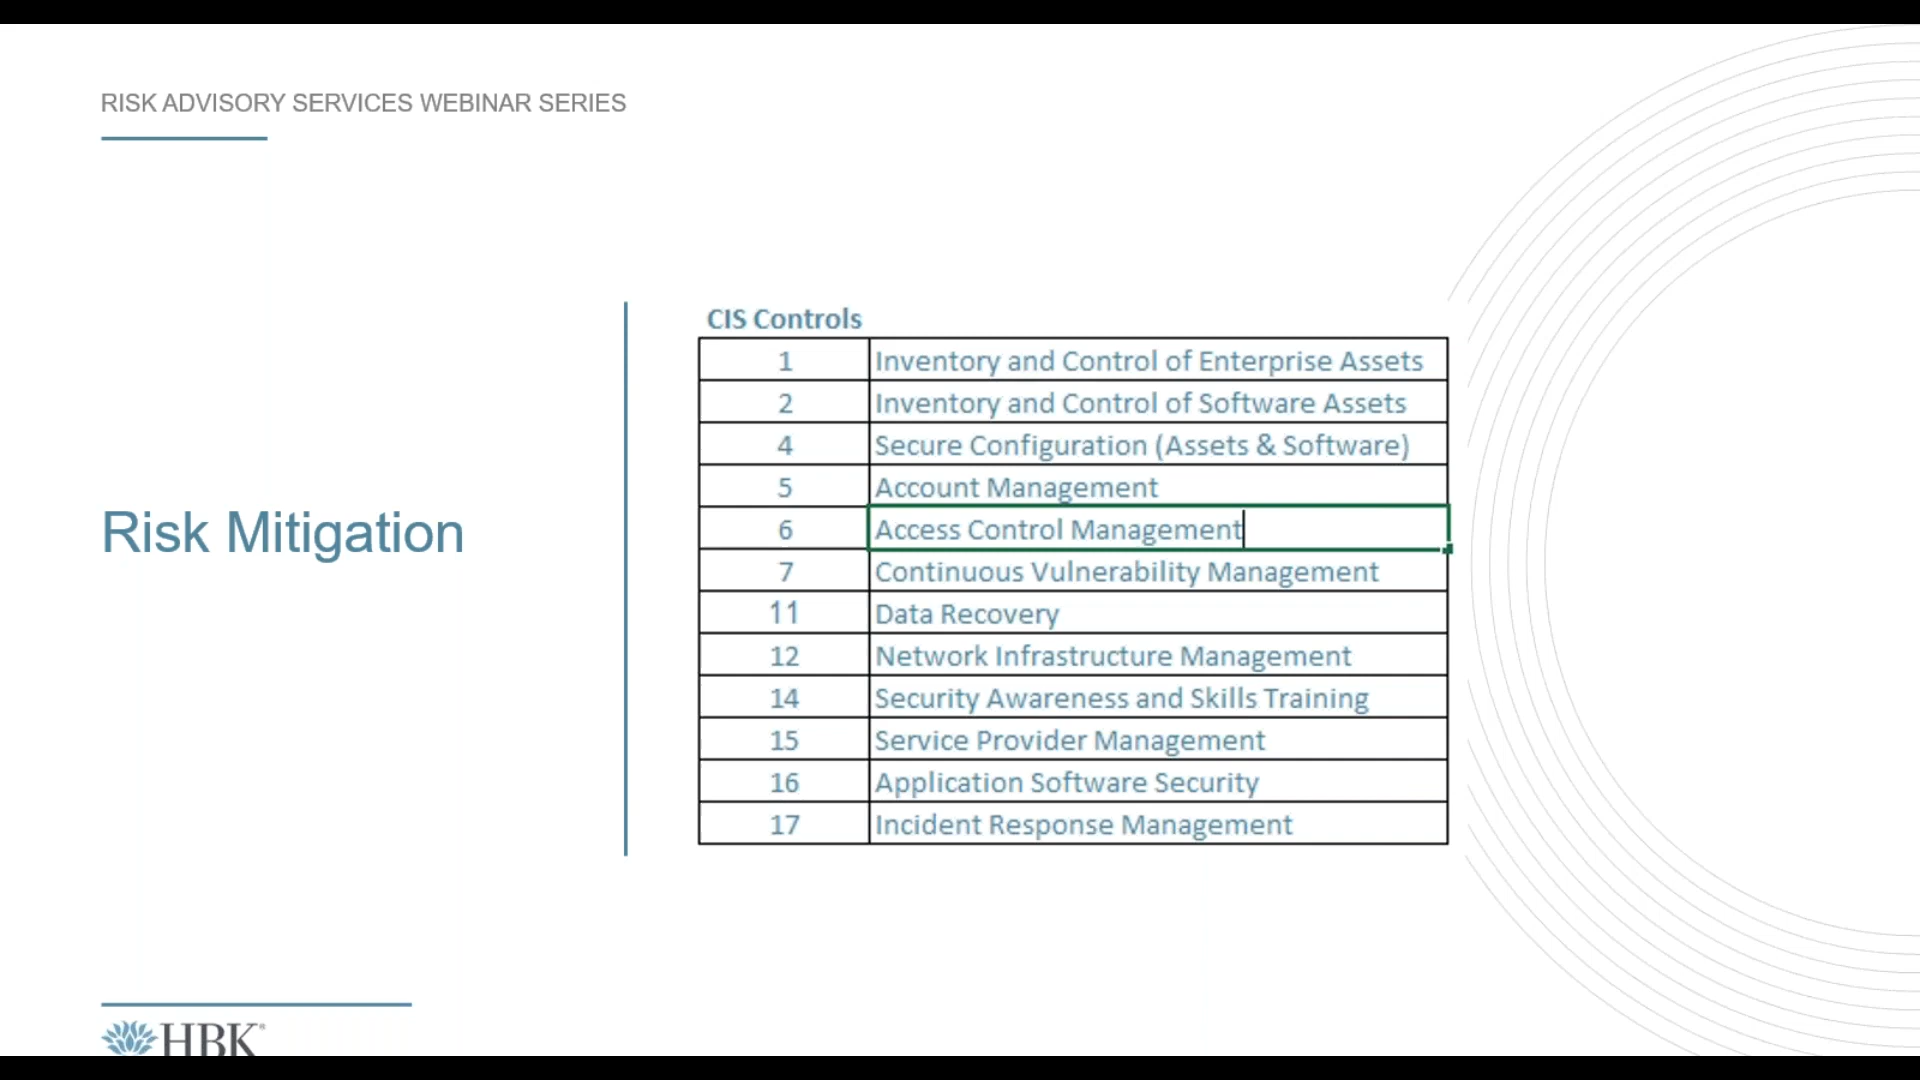 RISK ADVISORY SERVICES WEBINAR SERIES
Risk Mitigation
CIS Controls
1 Inventory and Control of Enterprise Assets
2 Inventory and Control of Software Assets
4 Secure Configuration (Assets & Software)
5 Account Management
6 Access Control Management
7 Continuous Vulnerability Management
11 Data Recovery
12 Network Infrastructure Management
14 Security Awareness and Skills Training
15 Service Provider Management
16 Application Software Security
17 Incident Response Management
HBK®